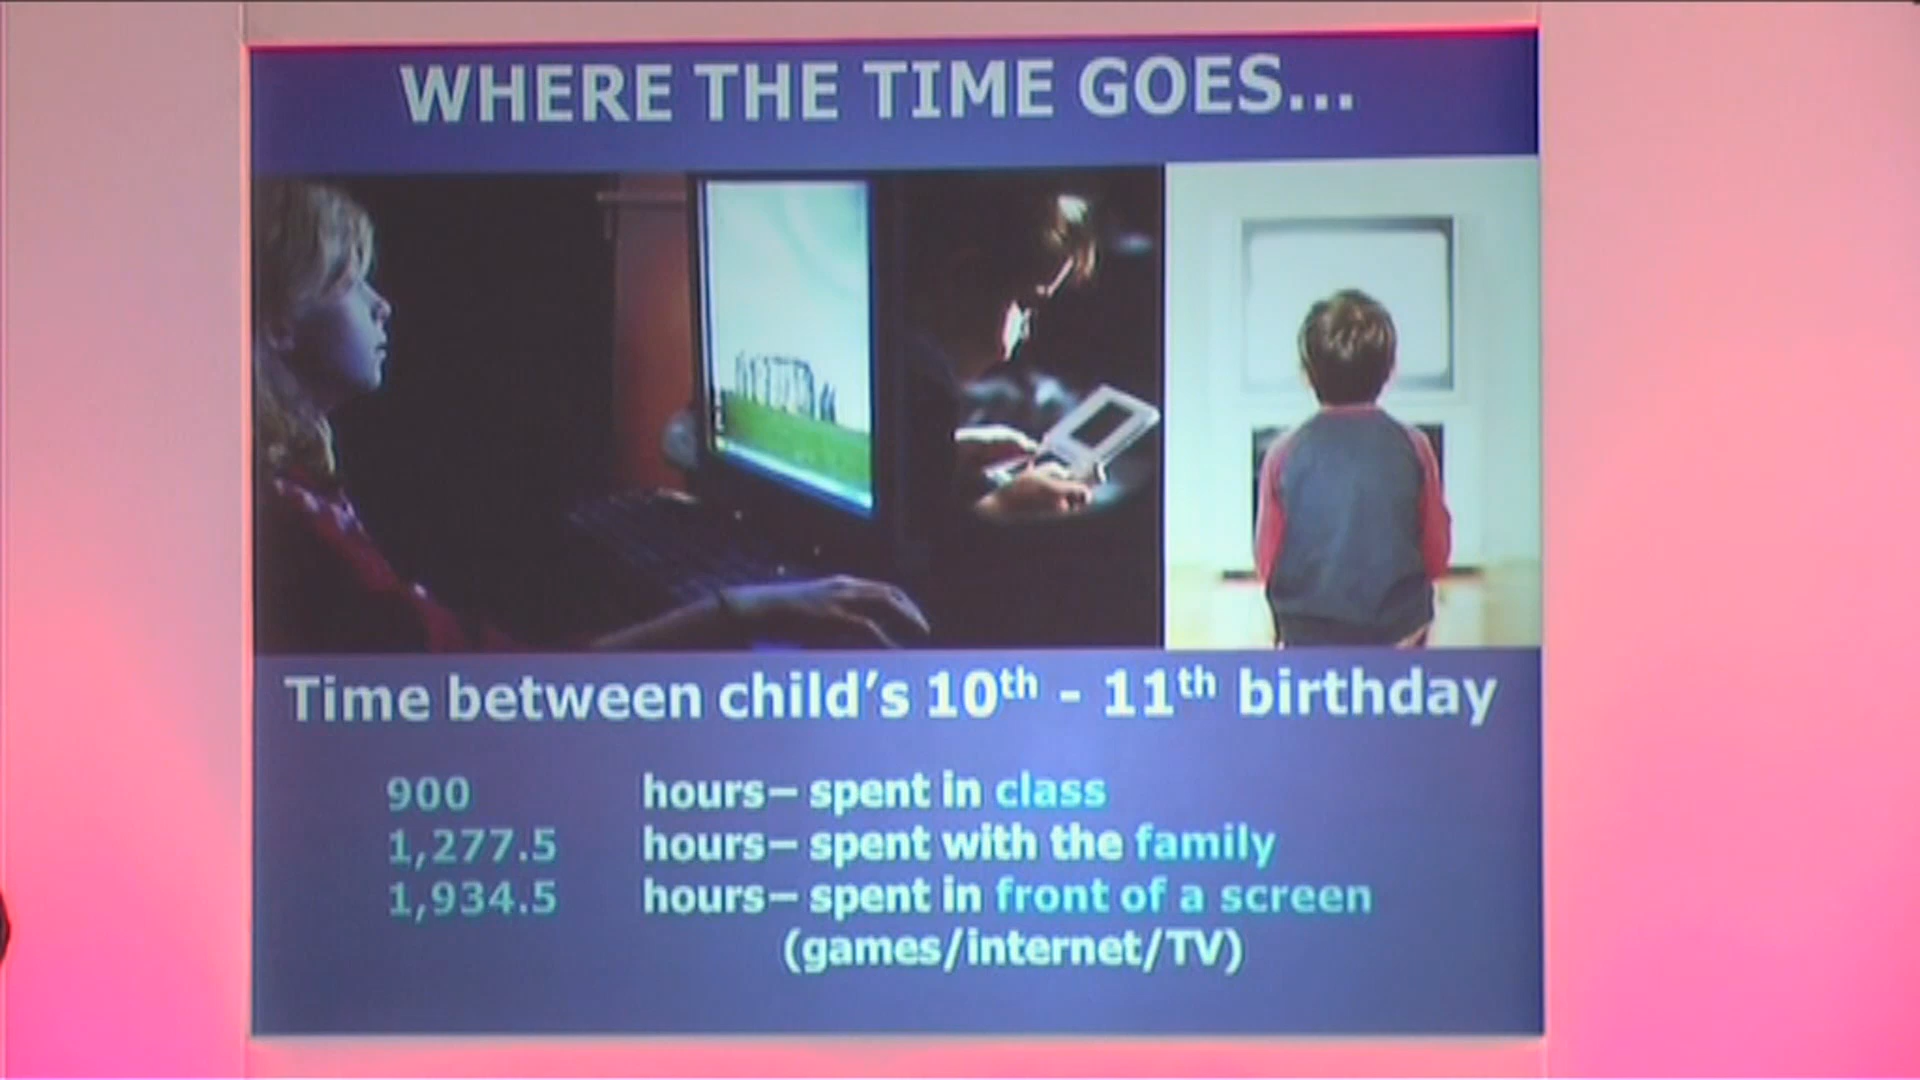 WHERE THE TIME GOES...
Time between child's 10th - 11th birthday
900 hours– spent in class
1,277.5 hours– spent with the family
1,934.5 hours– spent in front of a screen
(games/internet/TV)